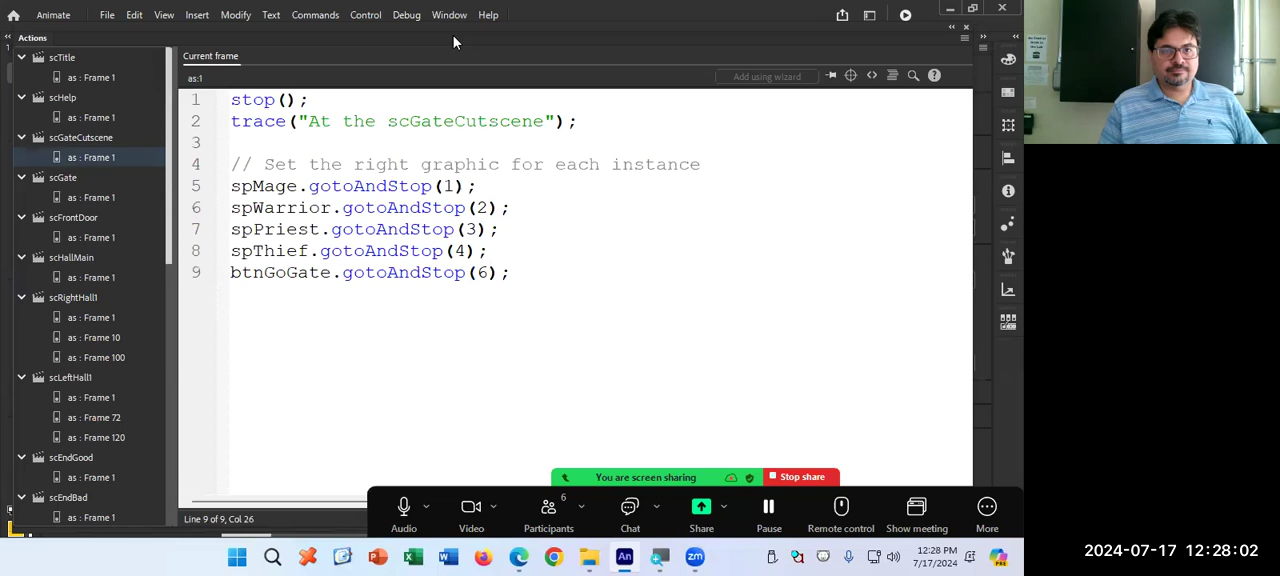 Animate File Edit View Insert Modify Text Commands Control Debug Window Help
Actions
Current frame
as:1
Add using wizard
scTitle
as : Frame 1
scHelp
as : Frame 1
scGateCutscene
as : Frame 1
scGate
as : Frame 1
scFrontDoor
as : Frame 1
scHallMain
as : Frame 1
scRightHall1
as : Frame 1
as : Frame 10
as : Frame 100
scLeftHall1
as : Frame 1
as : Frame 72
as : Frame 120
scEndGood
as : Frame 1
scEndBad
as : Frame 1
1 stop();
2 trace("At the scGateCutscene");
3
4 // Set the right graphic for each instance
5 spMage.gotoAndStop(1);
6 spWarrior.gotoAndStop(2);
7 spPriest.gotoAndStop(3);
8 spThief.gotoAndStop(4);
9 btnGoGate.gotoAndStop(6);
You are screen sharing Stop share
Line 9 of 9, Col 26
6
Audio Video Participants Chat Share Pause Remote control Show meeting More
12:28 PM
7/17/2024
2024-07-17 12:28:02